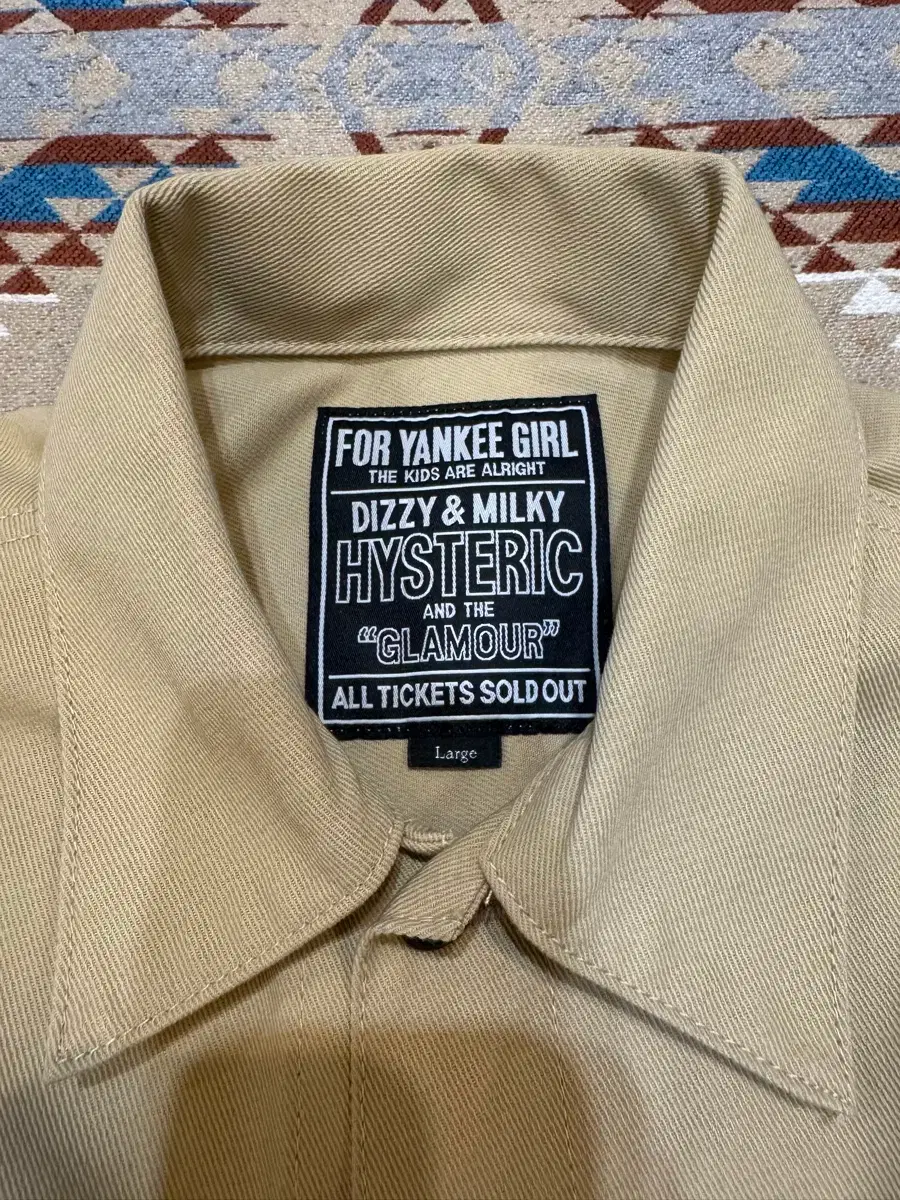 FOR YANKEE GIRL
THE KIDS ARE ALRIGHT
DIZZY & MILKY
HYSTERIC
AND THE
“GLAMOUR”
ALL TICKETS SOLD OUT
Large